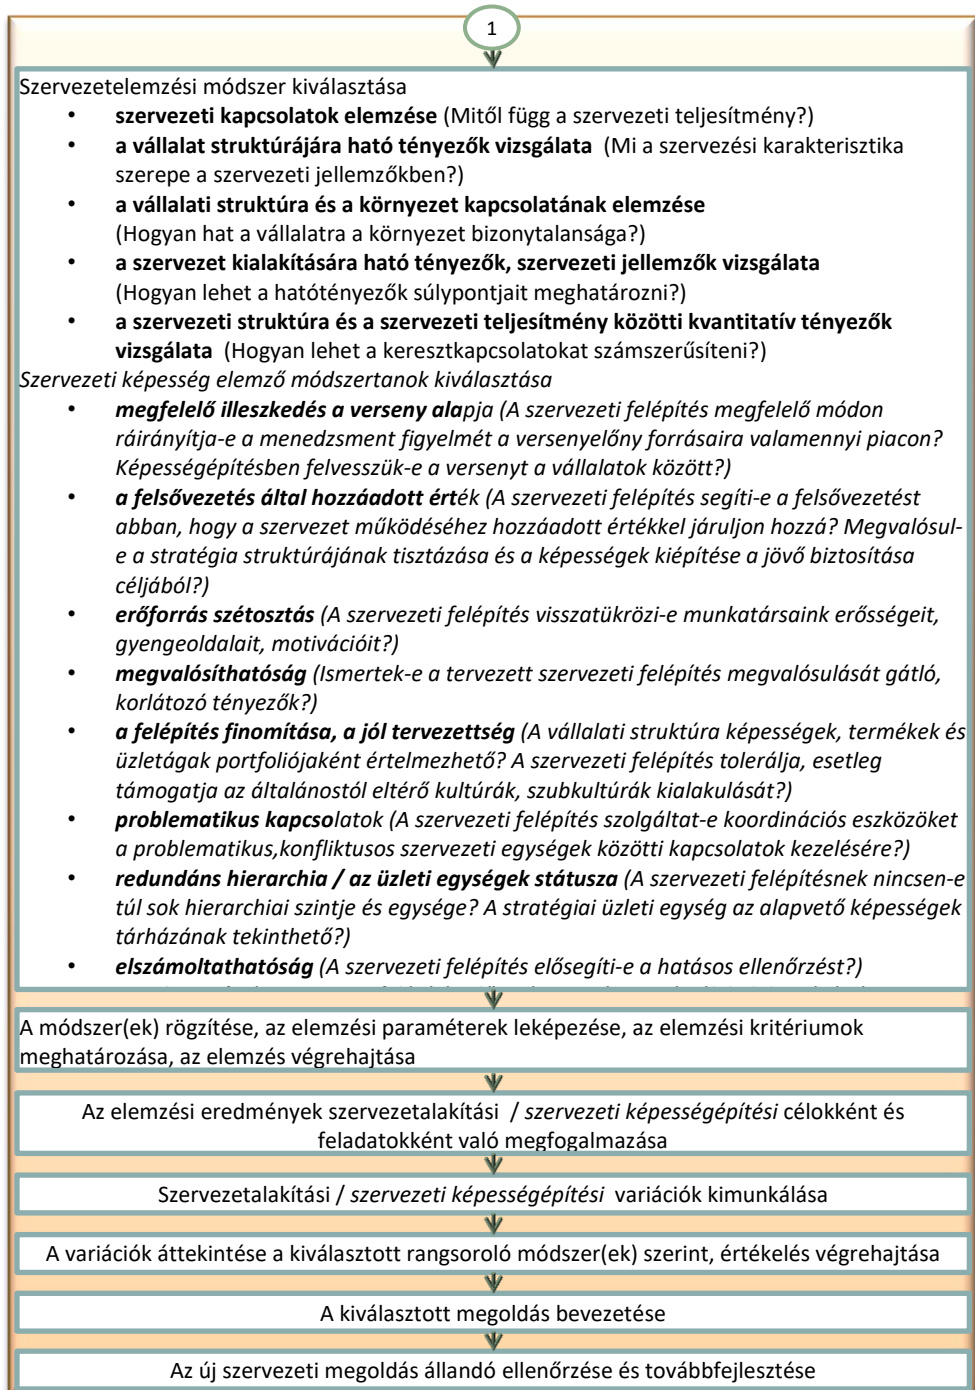 1
Szervezetelemzési módszer kiválasztása
• szervezeti kapcsolatok elemzése (Mitől függ a szervezeti teljesítmény?)
• a vállalat struktúrájára ható tényezők vizsgálata (Mi a szervezési karakterisztika
szerepe a szervezeti jellemzőkben?)
• a vállalati struktúra és a környezet kapcsolatának elemzése
(Hogyan hat a vállalatra a környezet bizonytalansága?)
• a szervezet kialakítására ható tényezők, szervezeti jellemzők vizsgálata
(Hogyan lehet a hatótényezők súlypontjait meghatározni?)
• a szervezeti struktúra és a szervezeti teljesítmény közötti kvantitatív tényezők
vizsgálata (Hogyan lehet a keresztkapcsolatokat számszerűsíteni?)
Szervezeti képesség elemző módszertanok kiválasztása
• megfelelő illeszkedés a verseny alapja (A szervezeti felépítés megfelelő módon
ráirányítja-e a menedzsment figyelmét a versenyelőny forrásaira valamennyi piacon?
Képességépítésben felvesszük-e a versenyt a vállalatok között?)
• a felsővezetés által hozzáadott érték (A szervezeti felépítés segíti-e a felsővezetést
abban, hogy a szervezet működéséhez hozzáadott értékkel járuljon hozzá? Megvalósul-
e a stratégia struktúrájának tisztázása és a képességek kiépítése a jövő biztosítása
céljából?)
• erőforrás szétosztás (A szervezeti felépítés visszatükrözi-e munkatársaink erősségeit,
gyengeoldalait, motivációit?)
• megvalósíthatóság (Ismertek-e a tervezett szervezeti felépítés megvalósulását gátló,
korlátozó tényezők?)
• a felépítés finomítása, a jól tervezettség (A vállalati struktúra képességek, termékek és
üzletágak portfoliójaként értelmezhető? A szervezeti felépítés tolerálja, esetleg
támogatja az általánostól eltérő kultúrák, szubkultúrák kialakulását?)
• problematikus kapcsolatok (A szervezeti felépítés szolgáltat-e koordinációs eszközöket
a problematikus,konfliktusos szervezeti egységek közötti kapcsolatok kezelésére?)
• redundáns hierarchia / az üzleti egységek státusza (A szervezeti felépítésnek nincsen-e
túl sok hierarchiai szintje és egysége? A stratégiai üzleti egység az alapvető képességek
tárházának tekinthető?)
• elszámoltathatóság (A szervezeti felépítés elősegíti-e a hatásos ellenőrzést?)
A módszer(ek) rögzítése, az elemzési paraméterek leképezése, az elemzési kritériumok
meghatározása, az elemzés végrehajtása
Az elemzési eredmények szervezetalakítási / szervezeti képességépítési célokként és
feladatokként való megfogalmazása
Szervezetalakítási / szervezeti képességépítési variációk kimunkálása
A variációk áttekintése a kiválasztott rangsoroló módszer(ek) szerint, értékelés végrehajtása
A kiválasztott megoldás bevezetése
Az új szervezeti megoldás állandó ellenőrzése és továbbfejlesztése